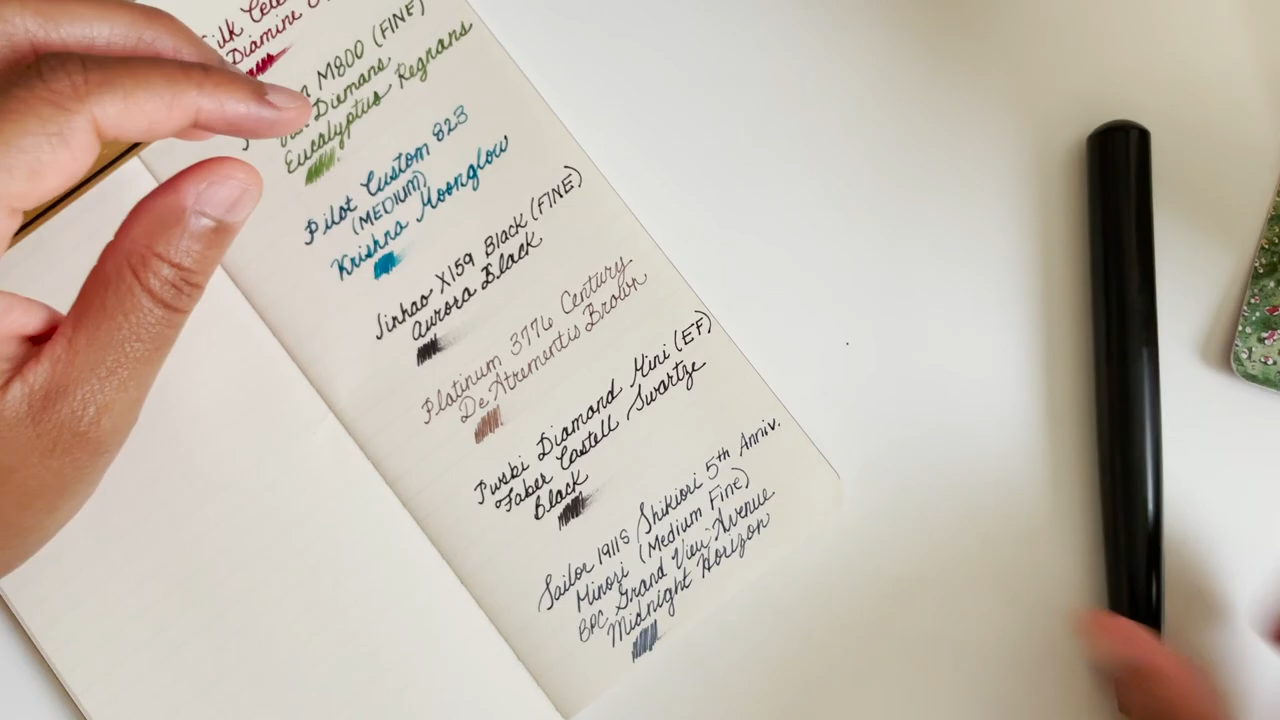 Diamine
M800 (FINE)
Diemans
Eucalyptus Regnans
Pilot Custom 823
(MEDIUM)
Krishna Moonglow
Jinhao X159 Black (FINE)
Aurora Black
Platinum 3776 Century
De Atramentis Brown
Diamond Mini (EF)
Faber Castell Swartze
Black
Sailor 1911S Shikiori 5th Anniv.
Minori (Medium Fine)
BPC Grand View Avenue
Midnight Horizon